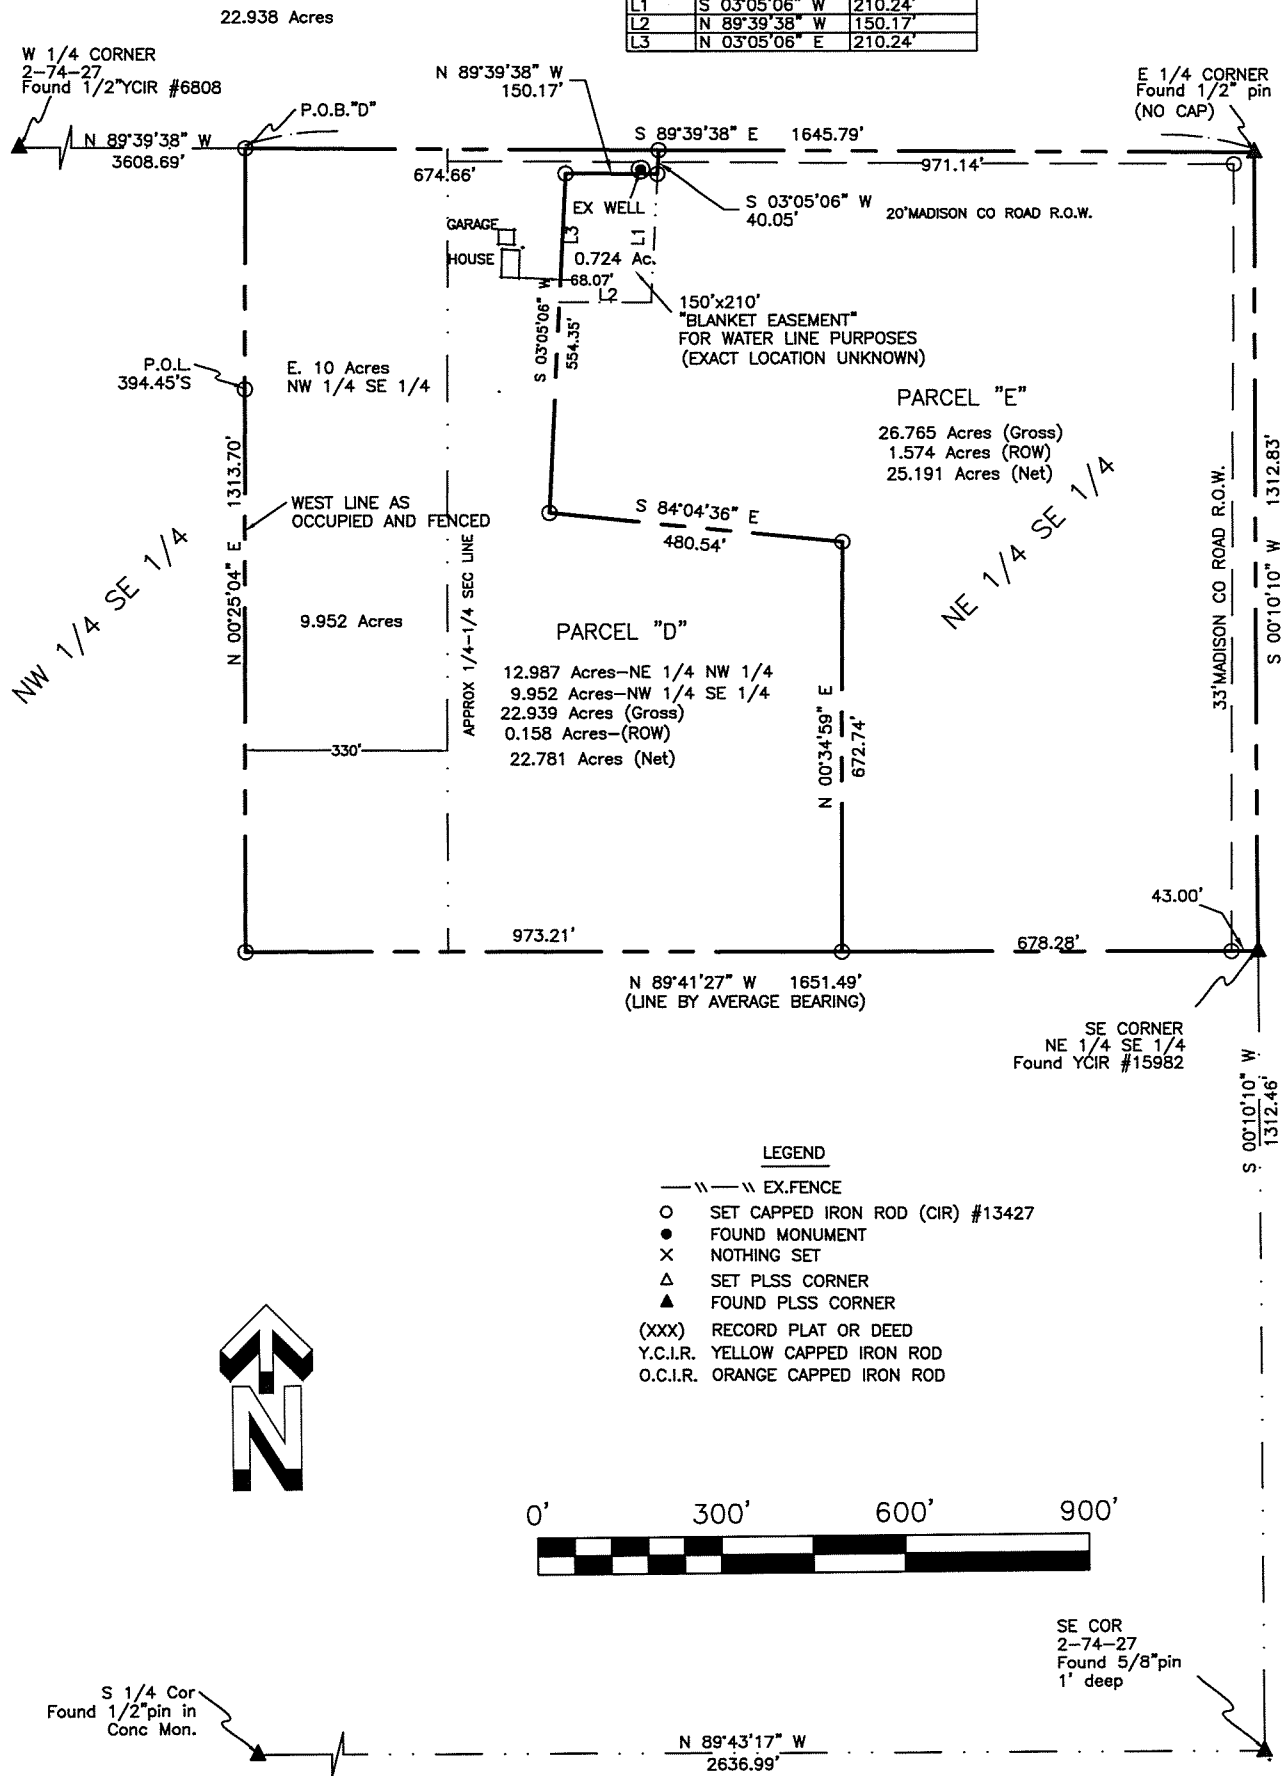 22.938 Acres
L1 S 03°05'06" W 210.24'
L2 N 89°39'38" W 150.17'
L3 N 03°05'06" E 210.24'
W 1/4 CORNER
2-74-27
Found 1/2"YCIR #6808
N 89°39'38" W
150.17'
E 1/4 CORNER
Found 1/2" pin
(NO CAP)
P.O.B."D"
N 89°39'38" W
3608.69'
S 89°39'38" E 1645.79'
674.66'
971.14'
EX WELL
S 03°05'06" W
40.05'
20'MADISON CO ROAD R.O.W.
GARAGE
HOUSE
L3
L1
0.724 Ac.
68.07'
L2
S 03°05'06" W
554.35'
150'x210'
"BLANKET EASEMENT"
FOR WATER LINE PURPOSES
(EXACT LOCATION UNKNOWN)
P.O.L.
394.45'S
E. 10 Acres
NW 1/4 SE 1/4
PARCEL "E"
26.765 Acres (Gross)
1.574 Acres (ROW)
25.191 Acres (Net)
N 00°25'04" E 1313.70'
WEST LINE AS
OCCUPIED AND FENCED
S 84°04'36" E
480.54'
NW 1/4 SE 1/4
NE 1/4 SE 1/4
33'MADISON CO ROAD R.O.W.
S 00°10'10" W 1312.83'
APPROX 1/4-1/4 SEC LINE
9.952 Acres
PARCEL "D"
12.987 Acres-NE 1/4 NW 1/4
9.952 Acres-NW 1/4 SE 1/4
22.939 Acres (Gross)
0.158 Acres-(ROW)
22.781 Acres (Net)
330'
N 00°34'59" E
672.74'
43.00'
973.21'
678.28'
N 89°41'27" W 1651.49'
(LINE BY AVERAGE BEARING)
SE CORNER
NE 1/4 SE 1/4
Found YCIR #15982
S 00°10'10" W
1312.46'
LEGEND
EX.FENCE
SET CAPPED IRON ROD (CIR) #13427
FOUND MONUMENT
NOTHING SET
SET PLSS CORNER
FOUND PLSS CORNER
(XXX) RECORD PLAT OR DEED
Y.C.I.R. YELLOW CAPPED IRON ROD
O.C.I.R. ORANGE CAPPED IRON ROD
N
0' 300' 600' 900'
SE COR
2-74-27
Found 5/8"pin
1' deep
S 1/4 Cor
Found 1/2"pin in
Conc Mon.
N 89°43'17" W
2636.99'